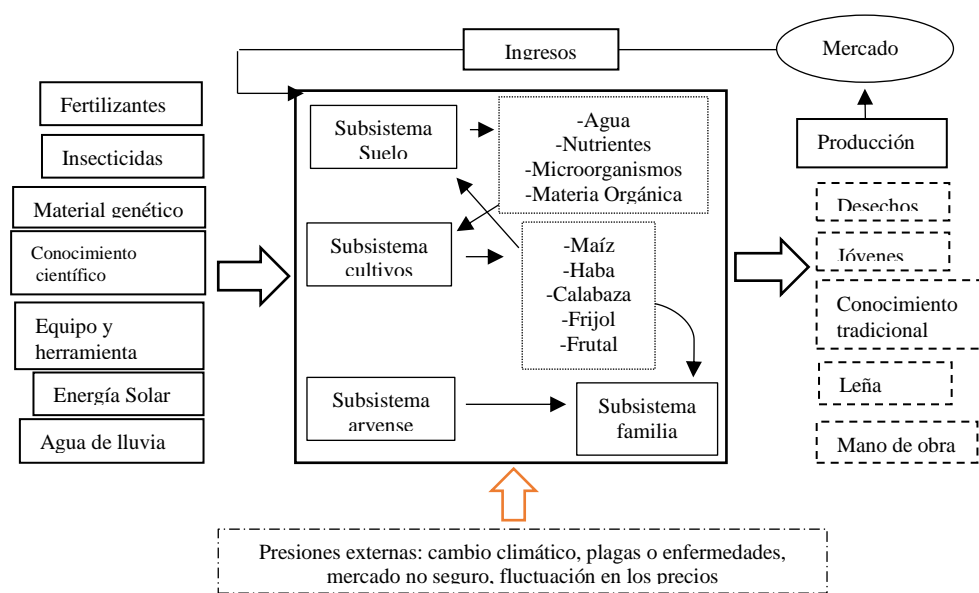 Ingresos
Mercado
Fertilizantes
Insecticidas
Material genético
Conocimiento
científico
Equipo y
herramienta
Energía Solar
Agua de lluvia
Subsistema
Suelo
-Agua
-Nutrientes
-Microorganismos
-Materia Orgánica
Subsistema
cultivos
-Maíz
-Haba
-Calabaza
-Frijol
-Frutal
Subsistema
arvense
Subsistema
familia
Producción
Desechos
Jóvenes
Conocimiento
tradicional
Leña
Mano de obra
Presiones externas: cambio climático, plagas o enfermedades,
mercado no seguro, fluctuación en los precios